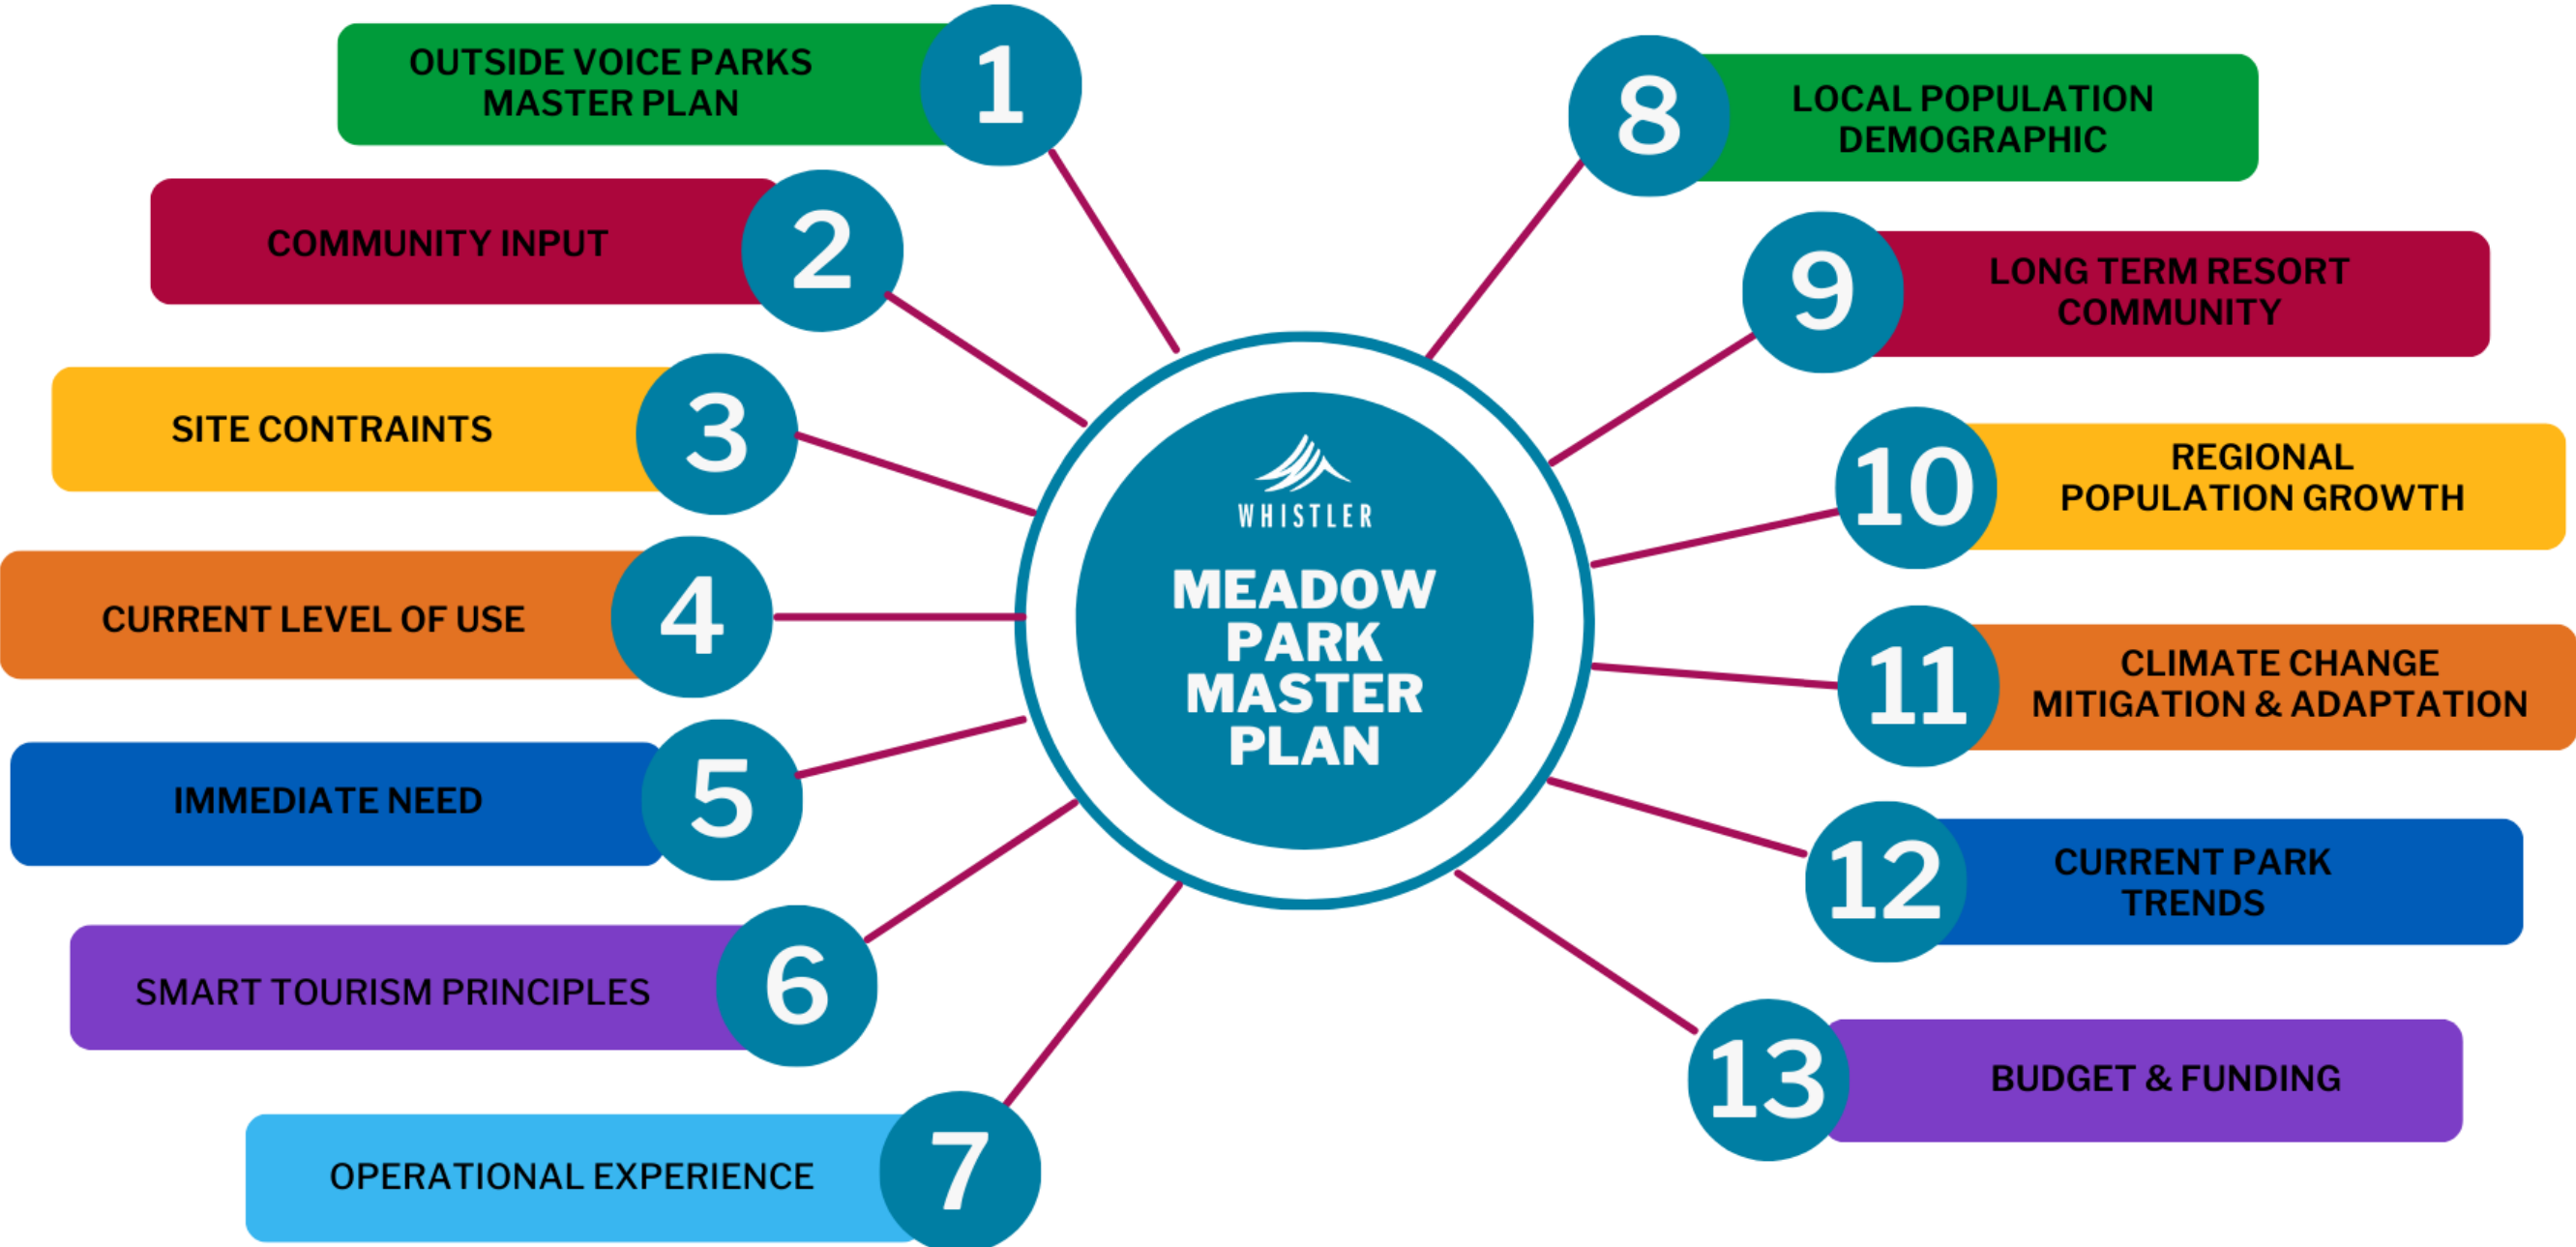 1
OUTSIDE VOICE PARKS
MASTER PLAN
2
COMMUNITY INPUT
3
SITE CONTRAINTS
4
CURRENT LEVEL OF USE
5
IMMEDIATE NEED
6
SMART TOURISM PRINCIPLES
7
OPERATIONAL EXPERIENCE
WHISTLER
MEADOW
PARK
MASTER
PLAN
8
LOCAL POPULATION
DEMOGRAPHIC
9
LONG TERM RESORT
COMMUNITY
10
REGIONAL
POPULATION GROWTH
11
CLIMATE CHANGE
MITIGATION & ADAPTATION
12
CURRENT PARK
TRENDS
13
BUDGET & FUNDING